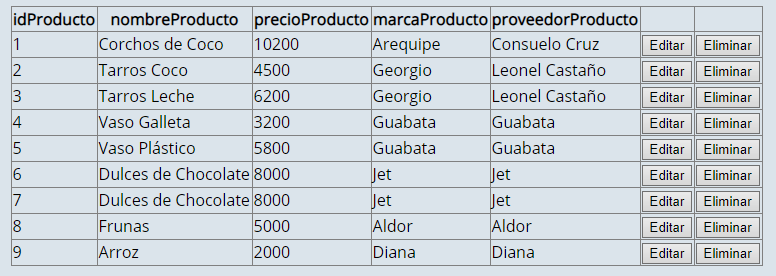 idProducto nombreProducto precioProducto marcaProducto proveedorProducto
1 Corchos de Coco 10200 Arequipe Consuelo Cruz Editar Eliminar
2 Tarros Coco 4500 Georgio Leonel Castaño Editar Eliminar
3 Tarros Leche 6200 Georgio Leonel Castaño Editar Eliminar
4 Vaso Galleta 3200 Guabata Guabata Editar Eliminar
5 Vaso Plástico 5800 Guabata Guabata Editar Eliminar
6 Dulces de Chocolate 8000 Jet Jet Editar Eliminar
7 Dulces de Chocolate 8000 Jet Jet Editar Eliminar
8 Frunas 5000 Aldor Aldor Editar Eliminar
9 Arroz 2000 Diana Diana Editar Eliminar